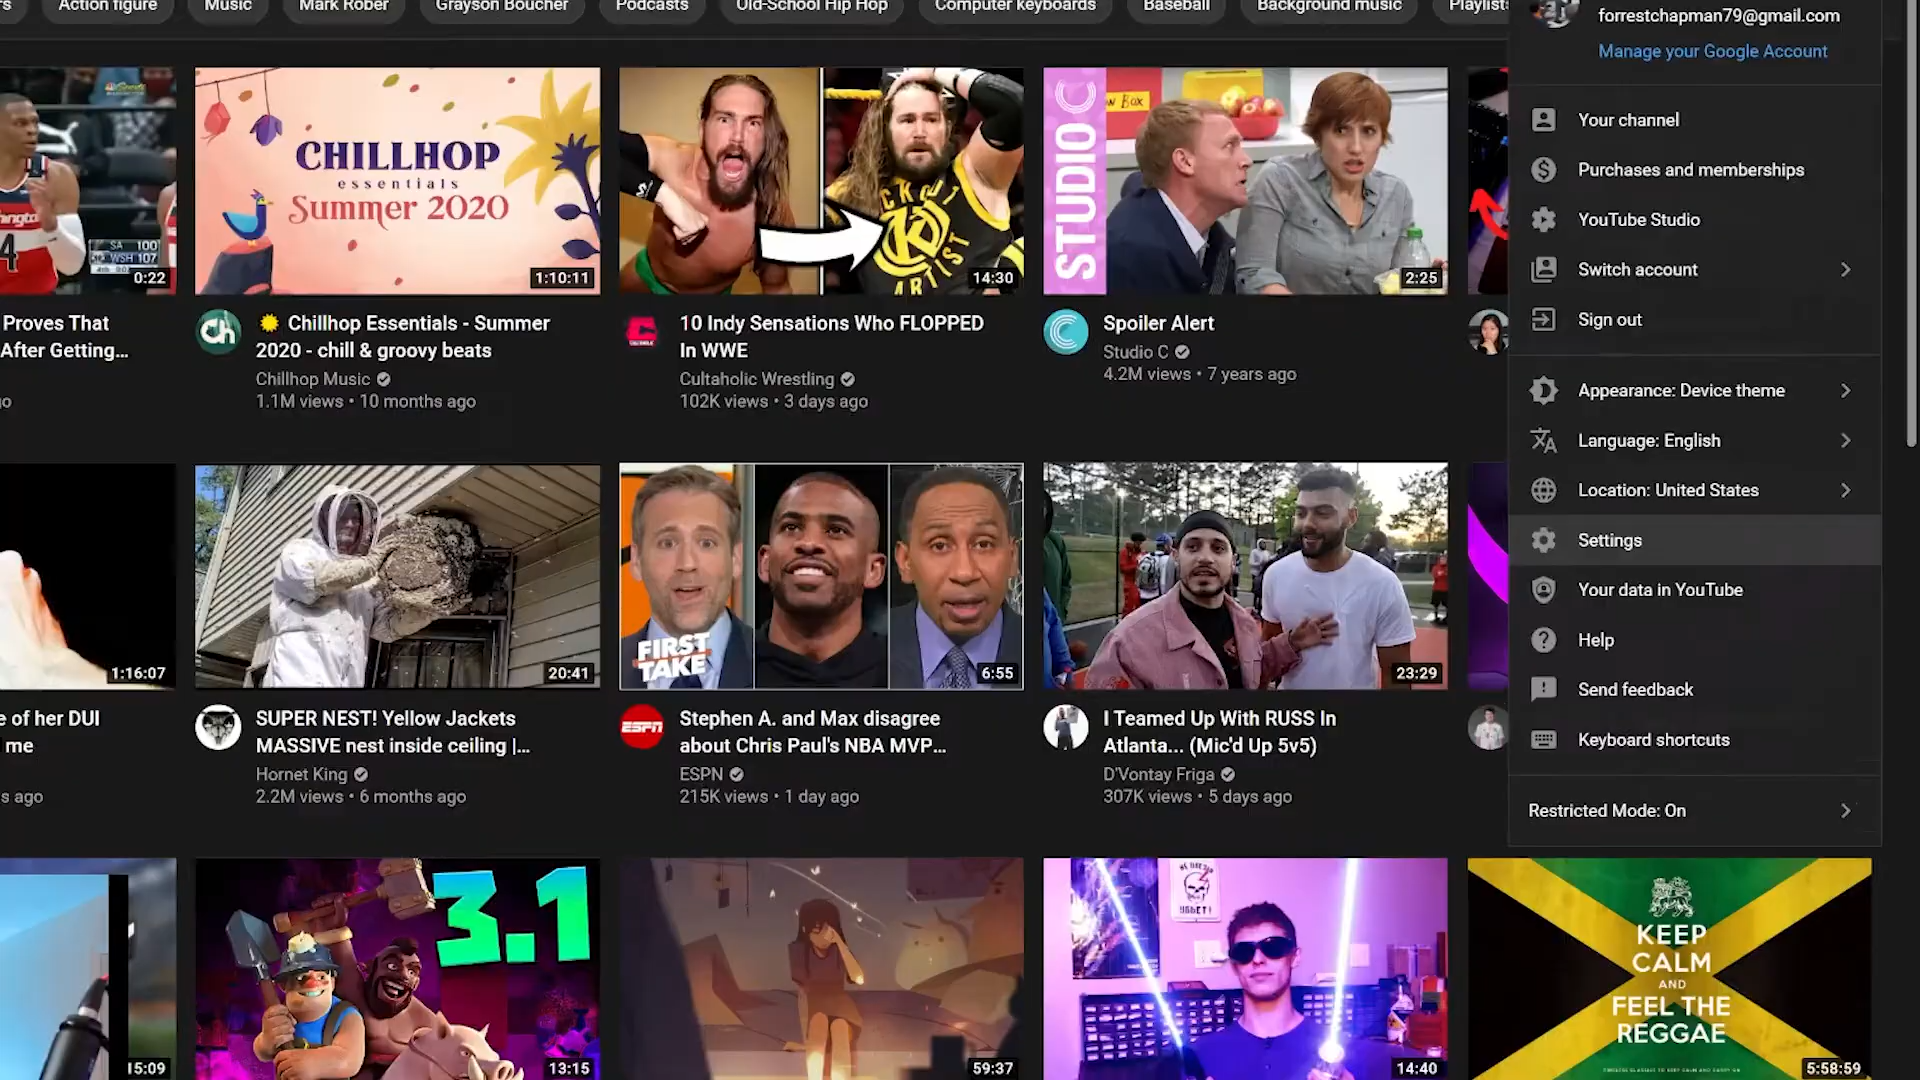 Action figure
Music
Mark Rober
Grayson Boucher
Podcasts
Old-School Hip Hop
Computer keyboards
Baseball
Background music
Playlists
forrestchapman79@gmail.com
Manage your Google Account
Your channel
Purchases and memberships
YouTube Studio
Switch account
Sign out
Appearance: Device theme
Language: English
Location: United States
Settings
Your data in YouTube
Help
Send feedback
Keyboard shortcuts
Restricted Mode: On
SA 100
WSH 107
0:22
Proves That
After Getting...
CHILLHOP
essentials
Summer 2020
1:10:11
Ch
Chillhop Essentials - Summer
2020 - chill & groovy beats
Chillhop Music
1.1M views • 10 months ago
ARTIST
14:30
10 Indy Sensations Who FLOPPED
In WWE
Cultaholic Wrestling
102K views • 3 days ago
STUDIO C
2:25
Spoiler Alert
Studio C
4.2M views • 7 years ago
1:16:07
e of her DUI
me
s ago
20:41
SUPER NEST! Yellow Jackets
MASSIVE nest inside ceiling |...
Hornet King
2.2M views • 6 months ago
FIRST
TAKE
6:55
ESPN
Stephen A. and Max disagree
about Chris Paul's NBA MVP...
ESPN
215K views • 1 day ago
23:29
I Teamed Up With RUSS In
Atlanta... (Mic'd Up 5v5)
D'Vontay Friga
307K views • 5 days ago
15:09
3.1
13:15
59:37
14:40
KEEP
CALM
AND
FEEL THE
REGGAE
5:58:59